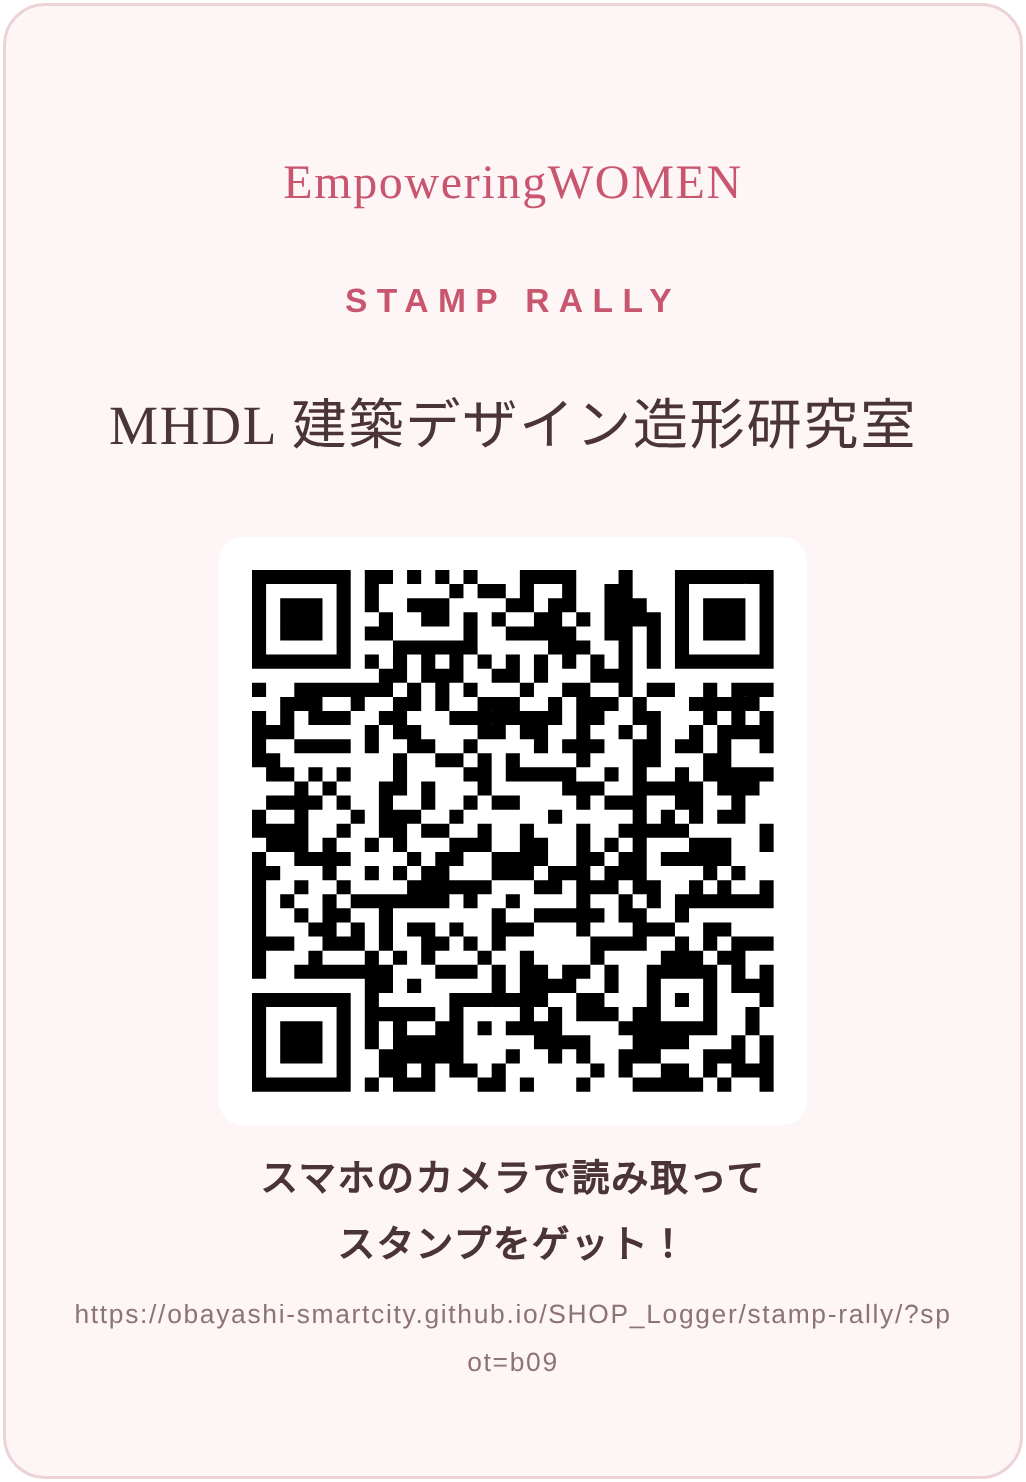 EmpoweringWOMEN
STAMP RALLY
MHDL 建築デザイン造形研究室
スマホのカメラで読み取って
スタンプをゲット！
https://obayashi-smartcity.github.io/SHOP_Logger/stamp-rally/?sp
ot=b09